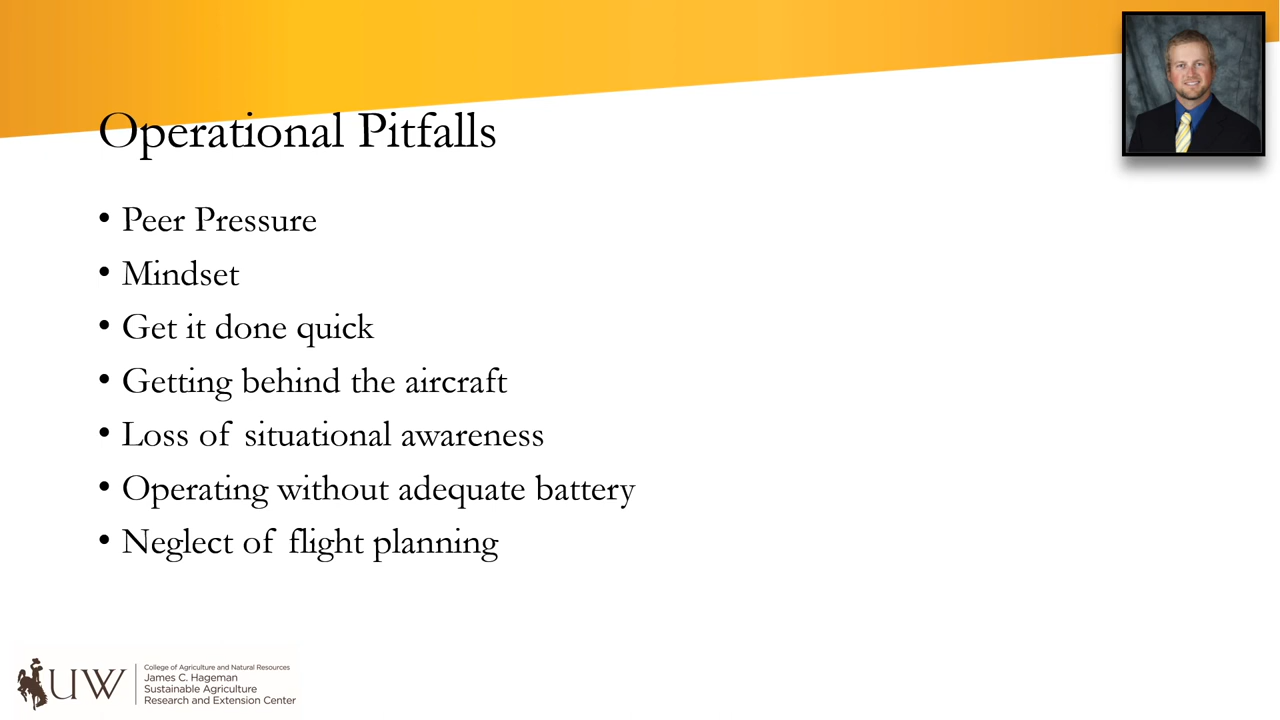 Operational Pitfalls
• Peer Pressure
• Mindset
• Get it done quick
• Getting behind the aircraft
• Loss of situational awareness
• Operating without adequate battery
• Neglect of flight planning
UW
College of Agriculture and Natural Resources
James C. Hageman
Sustainable Agriculture
Research and Extension Center